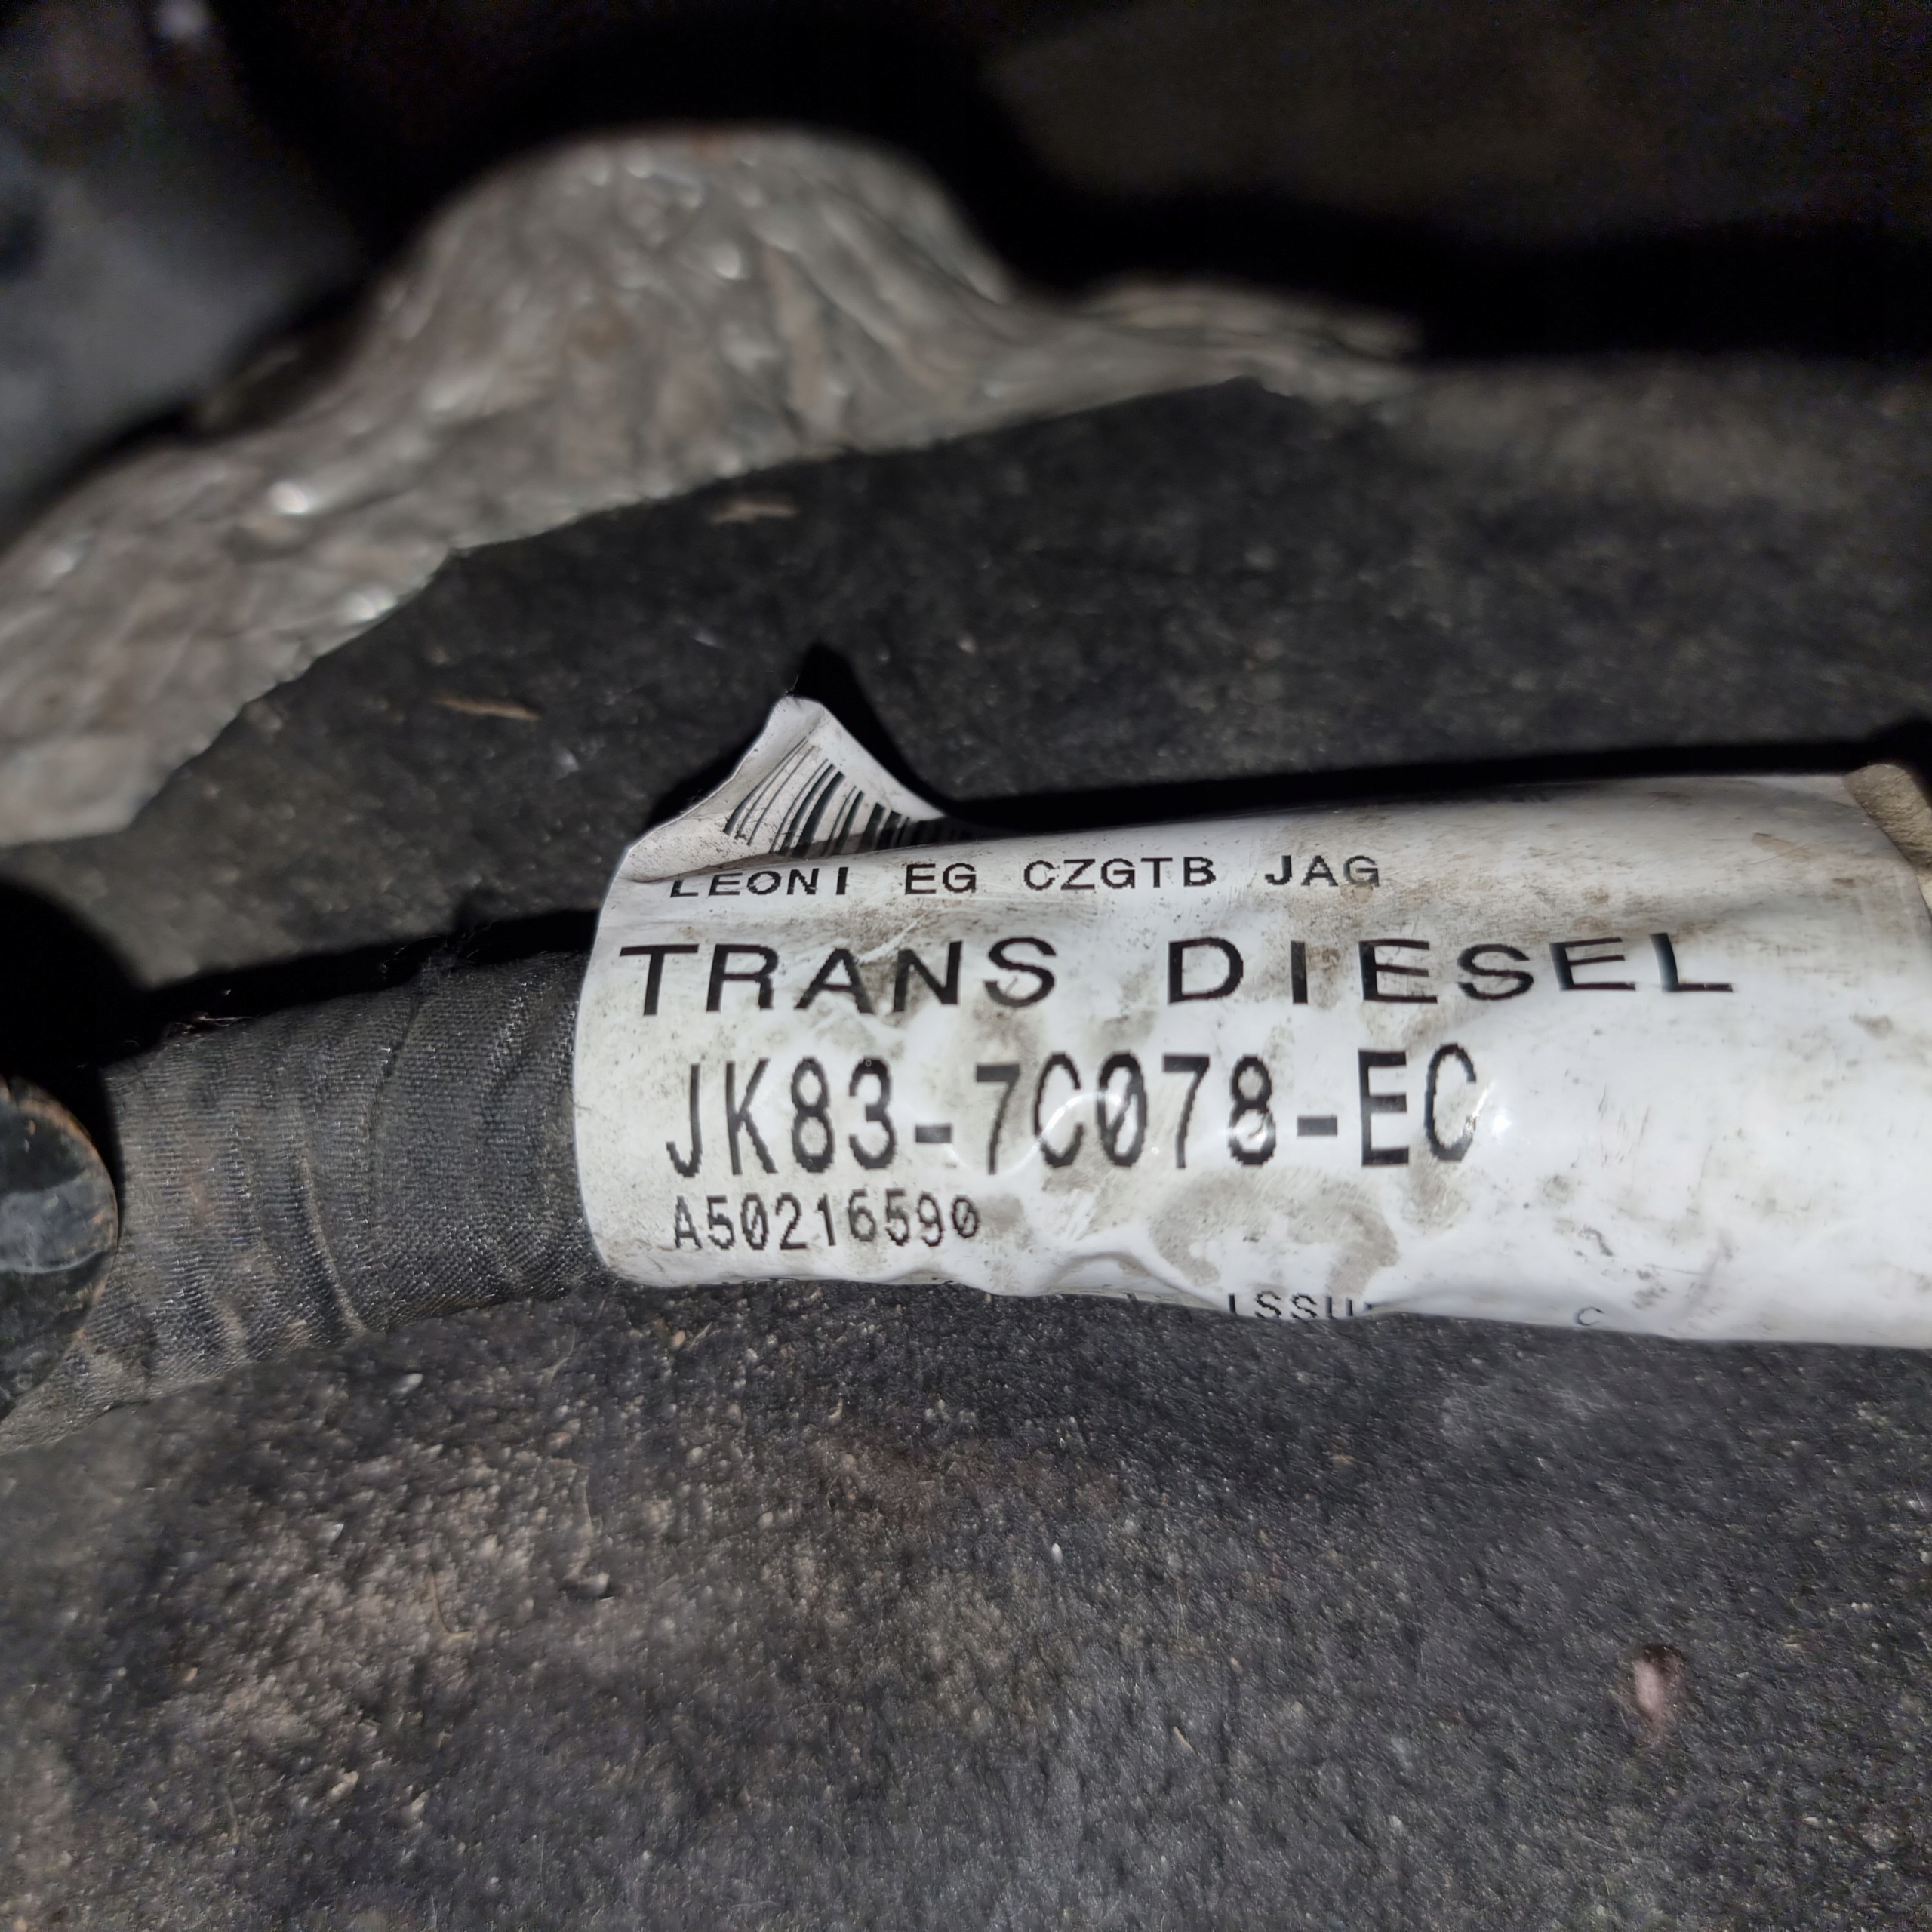 LEONI EG CZGTB JAG
TRANS DIESEL
JK83-7C078-EC
A50216590